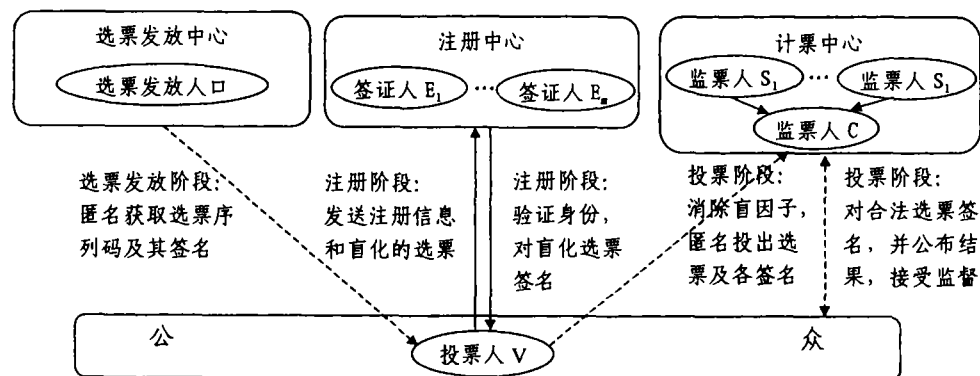 选票发放中心
选票发放人口
注册中心
签证人 E₁
…
签证人 Eₘ
计票中心
监票人 S₁
…
监票人 S₁
监票人 C
选票发放阶段:
匿名获取选票序
列码及其签名
注册阶段:
发送注册信息
和盲化的选票
注册阶段:
验证身份,
对盲化选票
签名
投票阶段:
消除盲因子,
匿名投出选
票及各签名
投票阶段:
对合法选票签
名, 并公布结
果, 接受监督
公
众
投票人 V